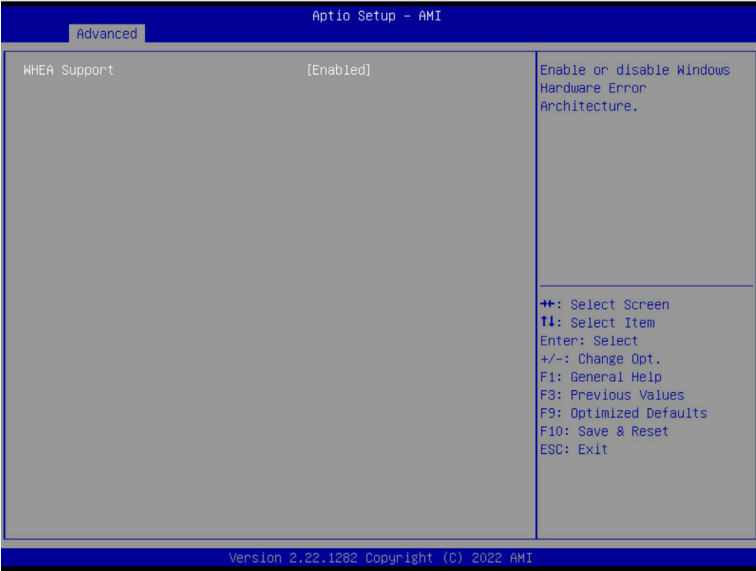 Aptio Setup – AMI
Advanced
WHEA Support [Enabled]
Enable or disable Windows
Hardware Error
Architecture.
→←: Select Screen
↑↓: Select Item
Enter: Select
+/-: Change Opt.
F1: General Help
F3: Previous Values
F9: Optimized Defaults
F10: Save & Reset
ESC: Exit
Version 2.22.1282 Copyright (C) 2022 AMI